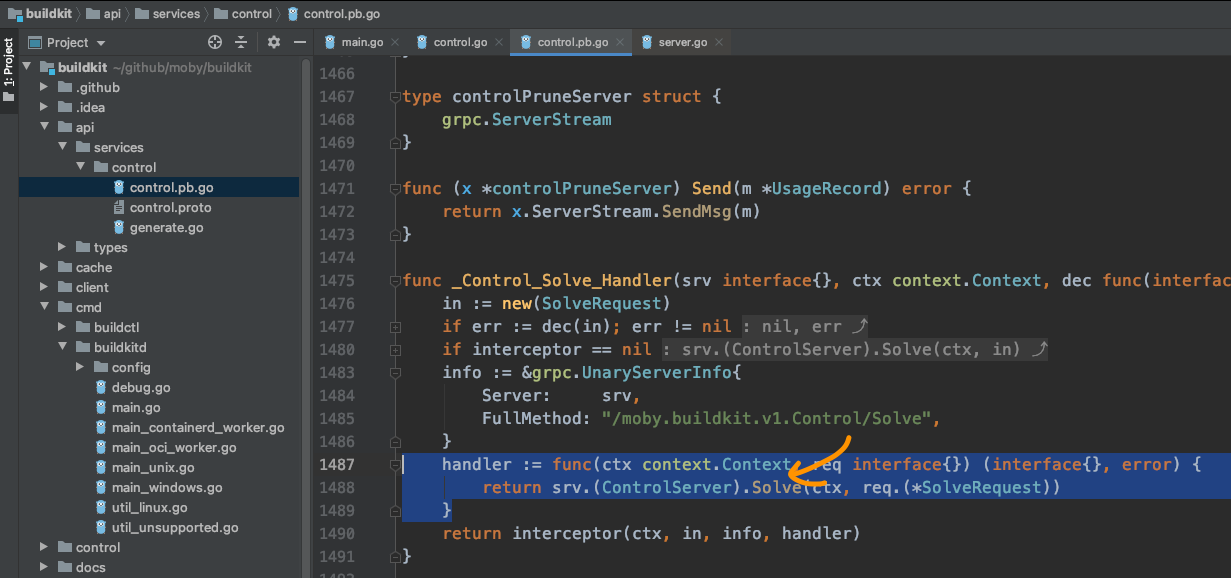 buildkit api services control control.pb.go
1: Project
Project
main.go control.go control.pb.go server.go
buildkit ~/github/moby/buildkit
.github
.idea
api
services
control
control.pb.go
control.proto
generate.go
types
cache
client
cmd
buildctl
buildkitd
config
debug.go
main.go
main_containerd_worker.go
main_oci_worker.go
main_unix.go
main_windows.go
util_linux.go
util_unsupported.go
control
docs
1466
1467 type controlPruneServer struct {
1468 grpc.ServerStream
1469 }
1470
1471 func (x *controlPruneServer) Send(m *UsageRecord) error {
1472 return x.ServerStream.SendMsg(m)
1473 }
1474
1475 func _Control_Solve_Handler(srv interface{}, ctx context.Context, dec func(interfac
1476 in := new(SolveRequest)
1477 if err := dec(in); err != nil : nil, err
1480 if interceptor == nil : srv.(ControlServer).Solve(ctx, in)
1483 info := &grpc.UnaryServerInfo{
1484 Server: srv,
1485 FullMethod: "/moby.buildkit.v1.Control/Solve",
1486 }
1487 handler := func(ctx context.Context, req interface{}) (interface{}, error) {
1488 return srv.(ControlServer).Solve(ctx, req.(*SolveRequest))
1489 }
1490 return interceptor(ctx, in, info, handler)
1491 }